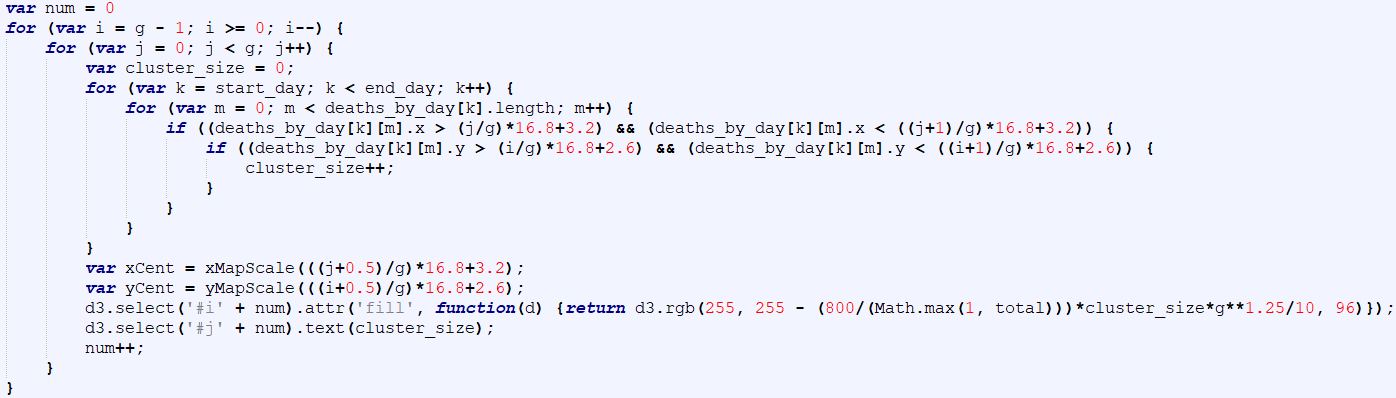 var num = 0
for (var i = g - 1; i >= 0; i--) {
    for (var j = 0; j < g; j++) {
        var cluster_size = 0;
        for (var k = start_day; k < end_day; k++) {
            for (var m = 0; m < deaths_by_day[k].length; m++) {
                if ((deaths_by_day[k][m].x > (j/g)*16.8+3.2) && (deaths_by_day[k][m].x < ((j+1)/g)*16.8+3.2)) {
                    if ((deaths_by_day[k][m].y > (i/g)*16.8+2.6) && (deaths_by_day[k][m].y < ((i+1)/g)*16.8+2.6)) {
                        cluster_size++;
                    }
                }
            }
        }
        var xCent = xMapScale(((j+0.5)/g)*16.8+3.2);
        var yCent = yMapScale(((i+0.5)/g)*16.8+2.6);
        d3.select('#i' + num).attr('fill', function(d) {return d3.rgb(255, 255 - (800/(Math.max(1, total)))*cluster_size*g**1.25/10, 96)});
        d3.select('#j' + num).text(cluster_size);
        num++;
    }
}